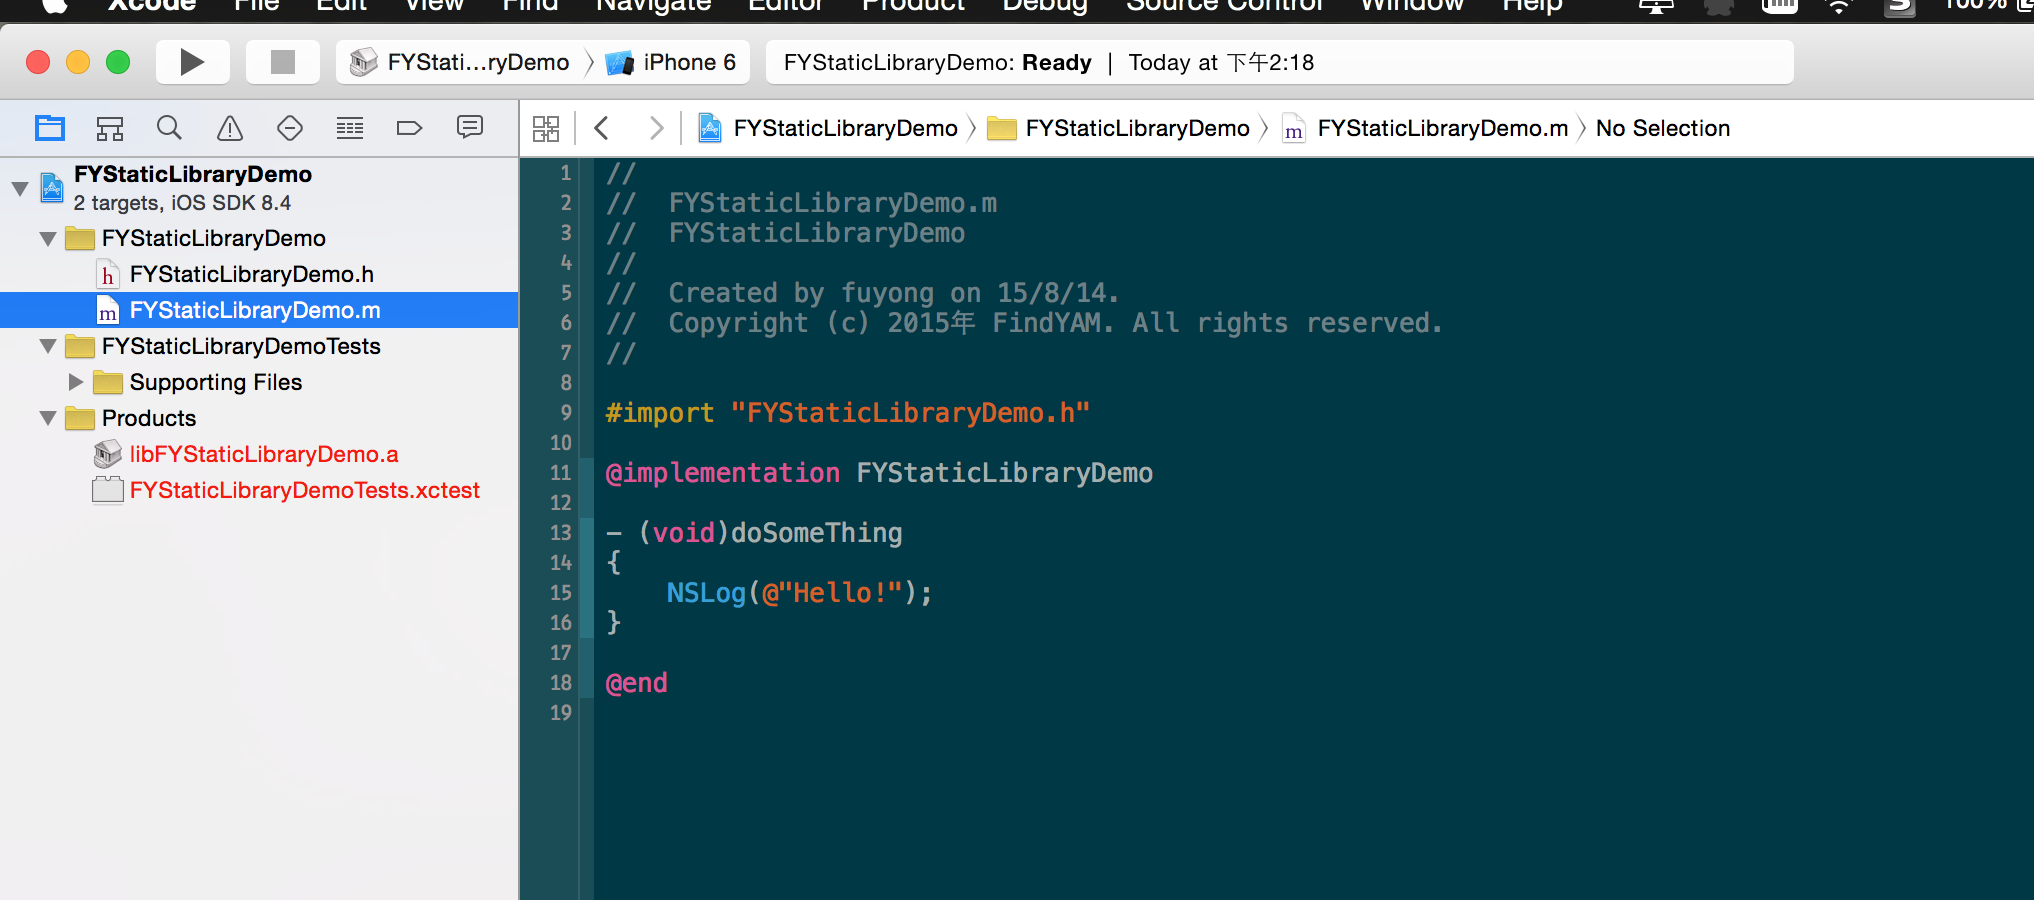 Xcode File Edit View Find Navigate Editor Product Debug Source Control Window Help 100%
FYStati...ryDemo iPhone 6 FYStaticLibraryDemo: Ready | Today at 下午2:18
FYStaticLibraryDemo FYStaticLibraryDemo m FYStaticLibraryDemo.m No Selection
FYStaticLibraryDemo
2 targets, iOS SDK 8.4
FYStaticLibraryDemo
h FYStaticLibraryDemo.h
m FYStaticLibraryDemo.m
FYStaticLibraryDemoTests
Supporting Files
Products
libFYStaticLibraryDemo.a
FYStaticLibraryDemoTests.xctest
1 //
2 //  FYStaticLibraryDemo.m
3 //  FYStaticLibraryDemo
4 //
5 //  Created by fuyong on 15/8/14.
6 //  Copyright (c) 2015年 FindYAM. All rights reserved.
7 //
8
9 #import "FYStaticLibraryDemo.h"
10
11 @implementation FYStaticLibraryDemo
12
13 - (void)doSomeThing
14 {
15     NSLog(@"Hello!");
16 }
17
18 @end
19